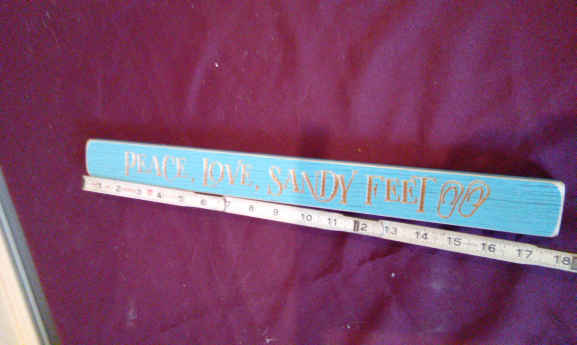 PEACE, LOVE, SANDY FEET
1 2 3 4 5 6 7 8 9 10 11 12 13 14 15 16 17 18